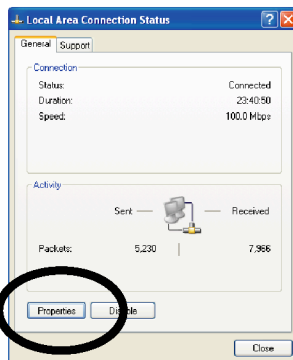 Local Area Connection Status
General Support
Connection
Status: Connected
Duration: 23:40:50
Speed: 100.0 Mbps
Activity
Sent Received
Packets: 5,230 7,966
Properties Disable
Close